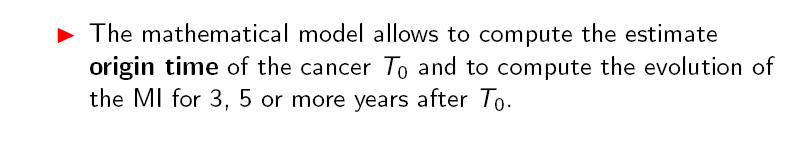 The mathematical model allows to compute the estimate
origin time of the cancer T₀ and to compute the evolution of
the MI for 3, 5 or more years after T₀.